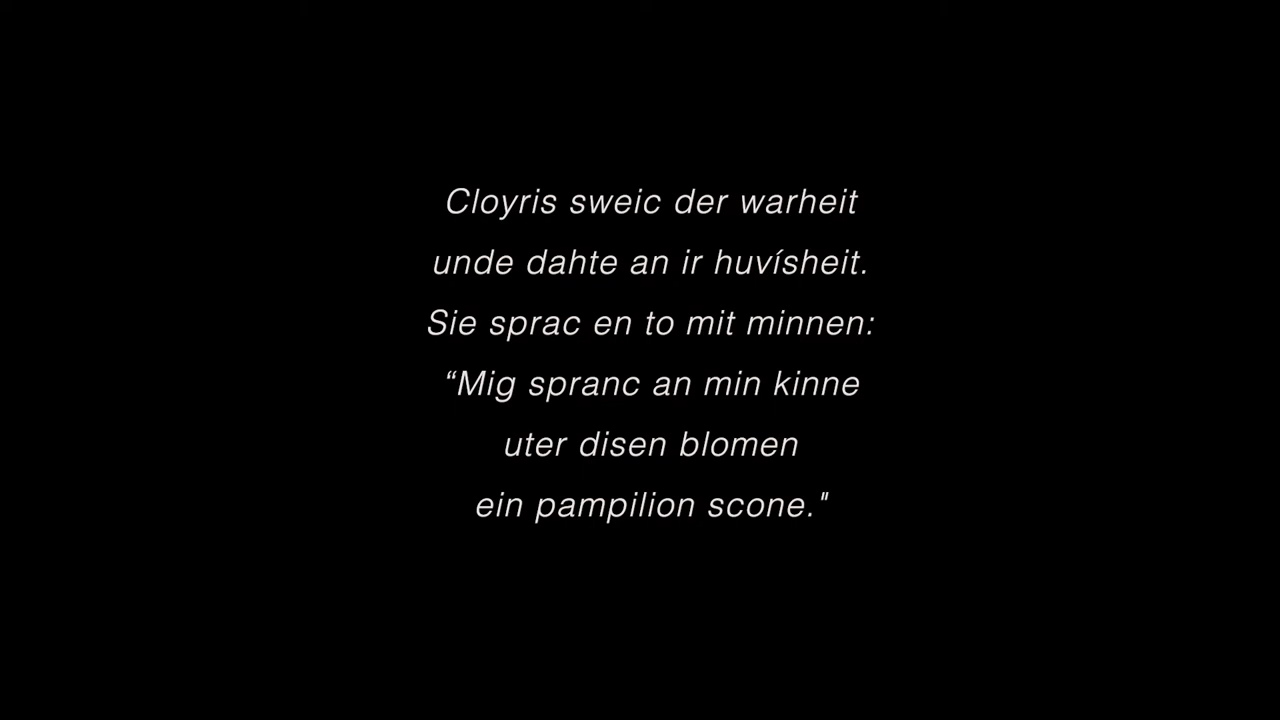 Cloyris sweic der warheit
unde dahte an ir huvísheit.
Sie sprac en to mit minnen:
“Mig spranc an min kinne
uter disen blomen
ein pampilion scone."